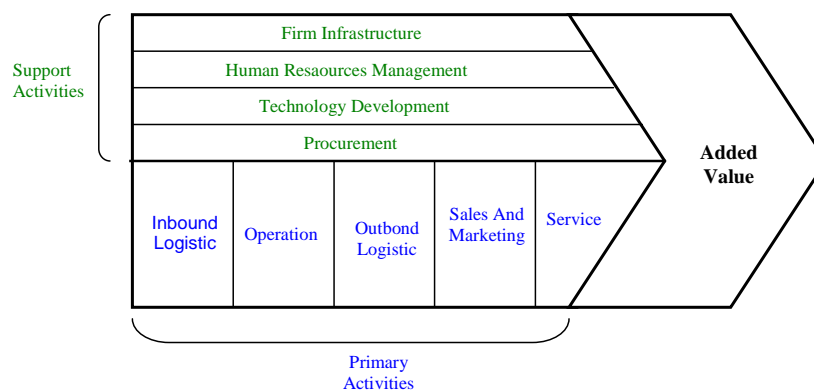 Support
Activities
Firm Infrastructure
Human Resaources Management
Technology Development
Procurement
Added
Value
Inbound
Logistic
Operation
Outbond
Logistic
Sales And
Marketing
Service
Primary
Activities